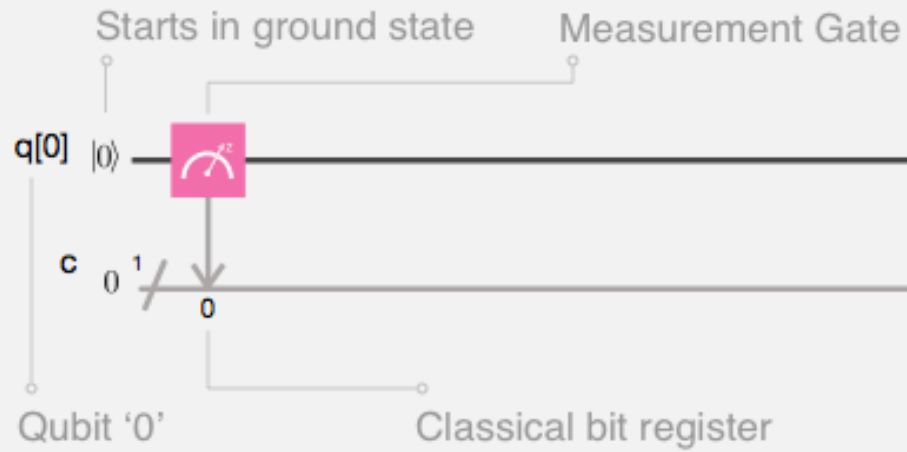 Starts in ground state
Measurement Gate
q[0] |0⟩ z
c 0 1
0
Qubit ‘0’
Classical bit register